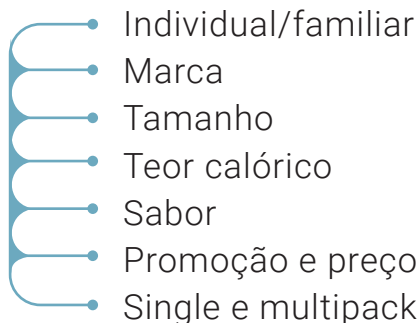 Individual/familiar
Marca
Tamanho
Teor calórico
Sabor
Promoção e preço
Single e multipack